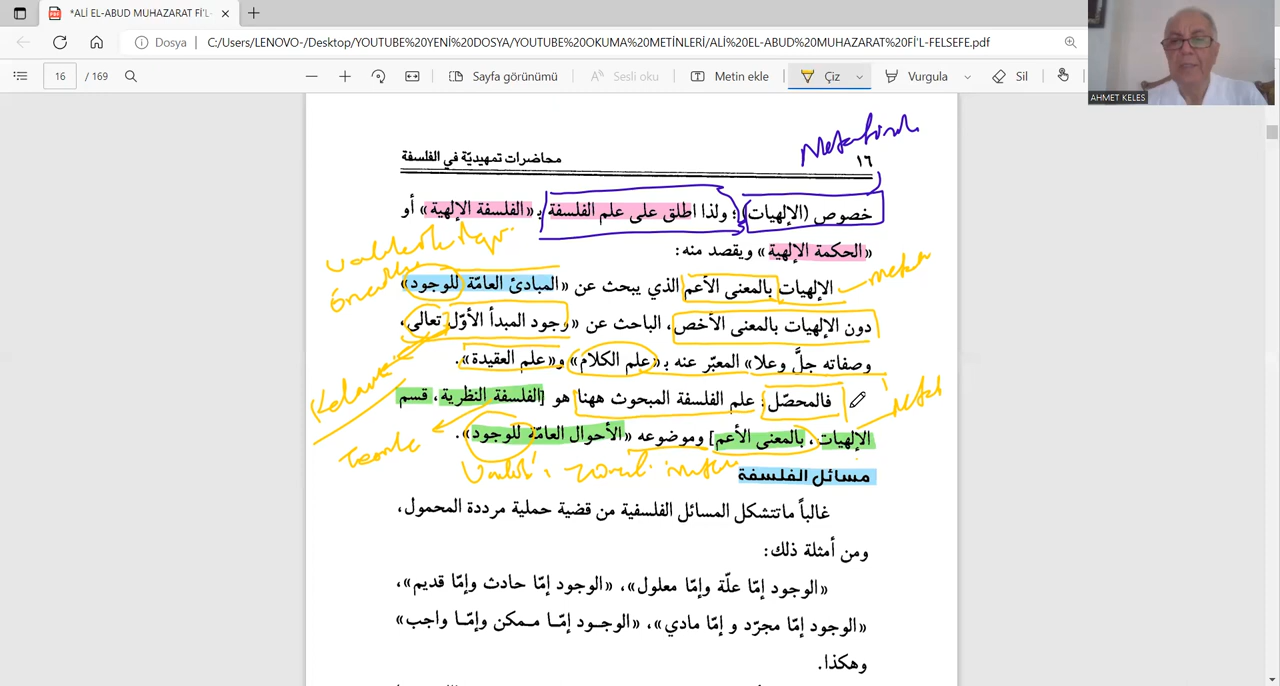 *ALİ EL-ABUD MUHAZARAT Fİ'L-
Dosya C:/Users/LENOVO-/Desktop/YOUTUBE%20YENİ%20DOSYA/YOUTUBE%20OKUMA%20METİNLERİ/ALİ%20EL-ABUD%20MUHAZARAT%20Fİ'L-FELSEFE.pdf
16 / 169 Sayfa görünümü Sesli oku Metin ekle Çiz Vurgula Sil
AHMET KELES
١٦ محاضرات تمهيديّة في الفلسفة
خصوص (الإلهيات)؛ ولذا اطلق على علم الفلسفة بـ «الفلسفة الإلهية» أو
«الحكمة الإلهية» ويقصد منه:
الإلهيات بالمعنى الأعم الذي يبحث عن «المبادئ العامّة للوجود»
دون الإلهيات بالمعنى الأخص، الباحث عن «وجود المبدأ الأوّل تعالى،
وصفاته جلَّ وعلا» المعبّر عنه بـ «علم الكلام» و«علم العقيدة».
فالمحصّل: علم الفلسفة المبحوث ههنا هو [الفلسفة النظرية، قسم
الإلهيات، بالمعنى الأعم] وموضوعه «الأحوال العامّة للوجود».
مسائل الفلسفة
غالباً ماتتشكل المسائل الفلسفية من قضية حملية مرددة المحمول،
ومن أمثلة ذلك:
«الوجود إمّا علّة وإمّا معلول»، «الوجود إمّا حادث وإمّا قديم»،
«الوجود إمّا مجرّد و إمّا مادي»، «الوجـود إمّـا مـمكن وإمّـا واجب»
وهكذا.